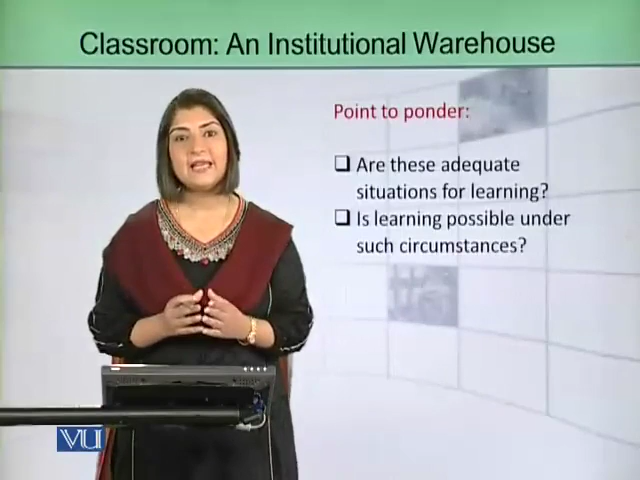 Classroom: An Institutional Warehouse
Point to ponder:
❑ Are these adequate
situations for learning?
❑ Is learning possible under
such circumstances?
VU